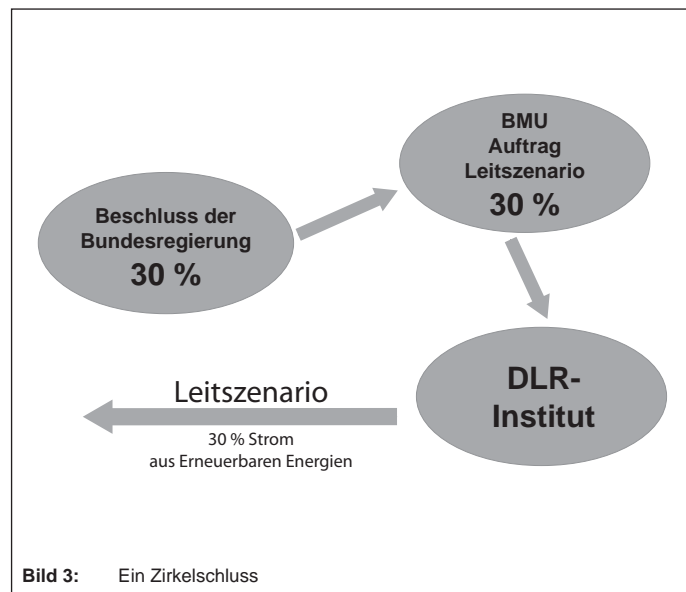 Beschluss der
Bundesregierung
30 %
BMU
Auftrag
Leitszenario
30 %
DLR-
Institut
Leitszenario
30 % Strom
aus Erneuerbaren Energien
Bild 3: Ein Zirkelschluss